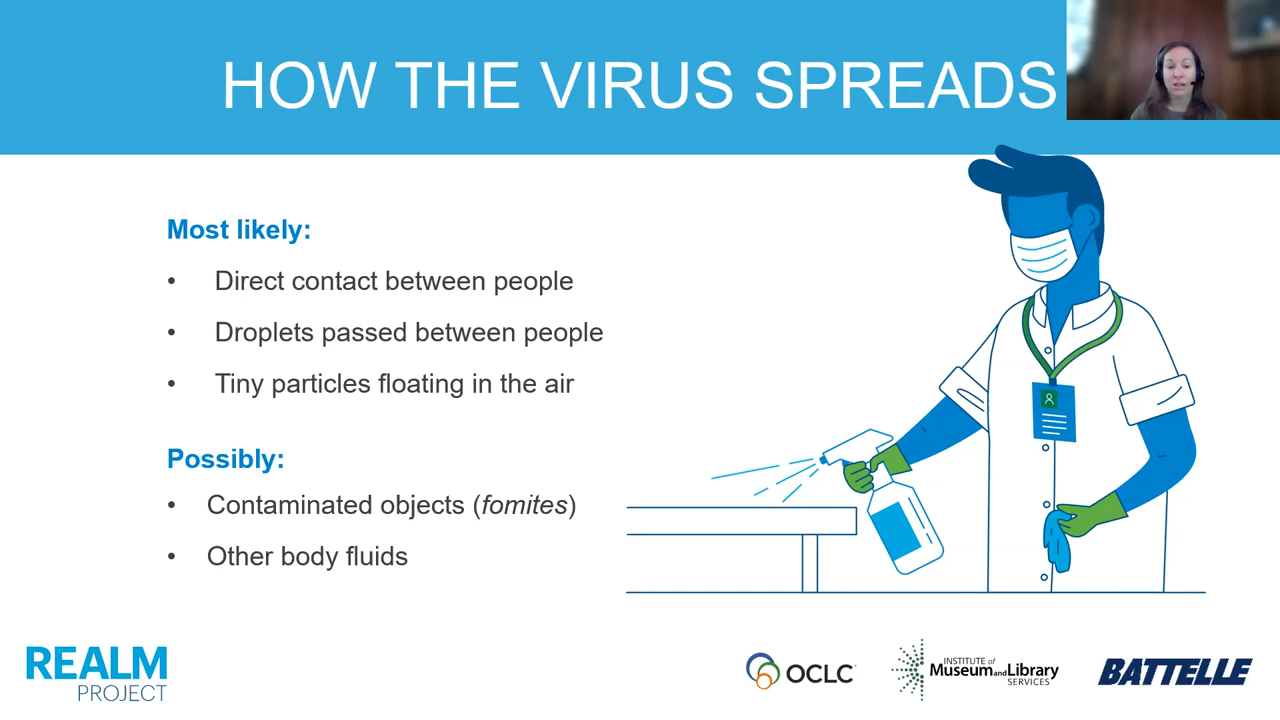 HOW THE VIRUS SPREADS
Most likely:
• Direct contact between people
• Droplets passed between people
• Tiny particles floating in the air
Possibly:
• Contaminated objects (fomites)
• Other body fluids
REALM
PROJECT
OCLC
INSTITUTE of
Museum and Library
SERVICES
BATTELLE